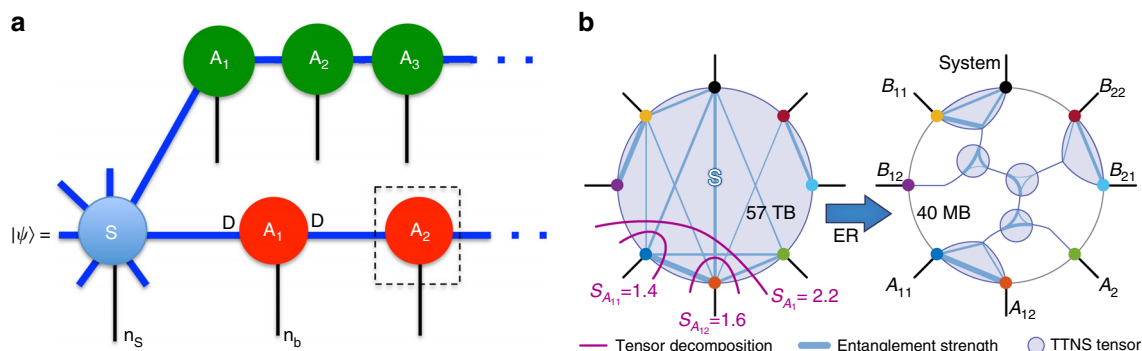 a
A1 A2 A3
S
D A1 D A2
|ψ⟩ =
nS nb
b
System
B11 B22
B12 B21
S
57 TB
ER
40 MB
SA11=1.4
SA12=1.6
SA1=2.2
A11 A12 A2
Tensor decomposition Entanglement strength TTNS tensor